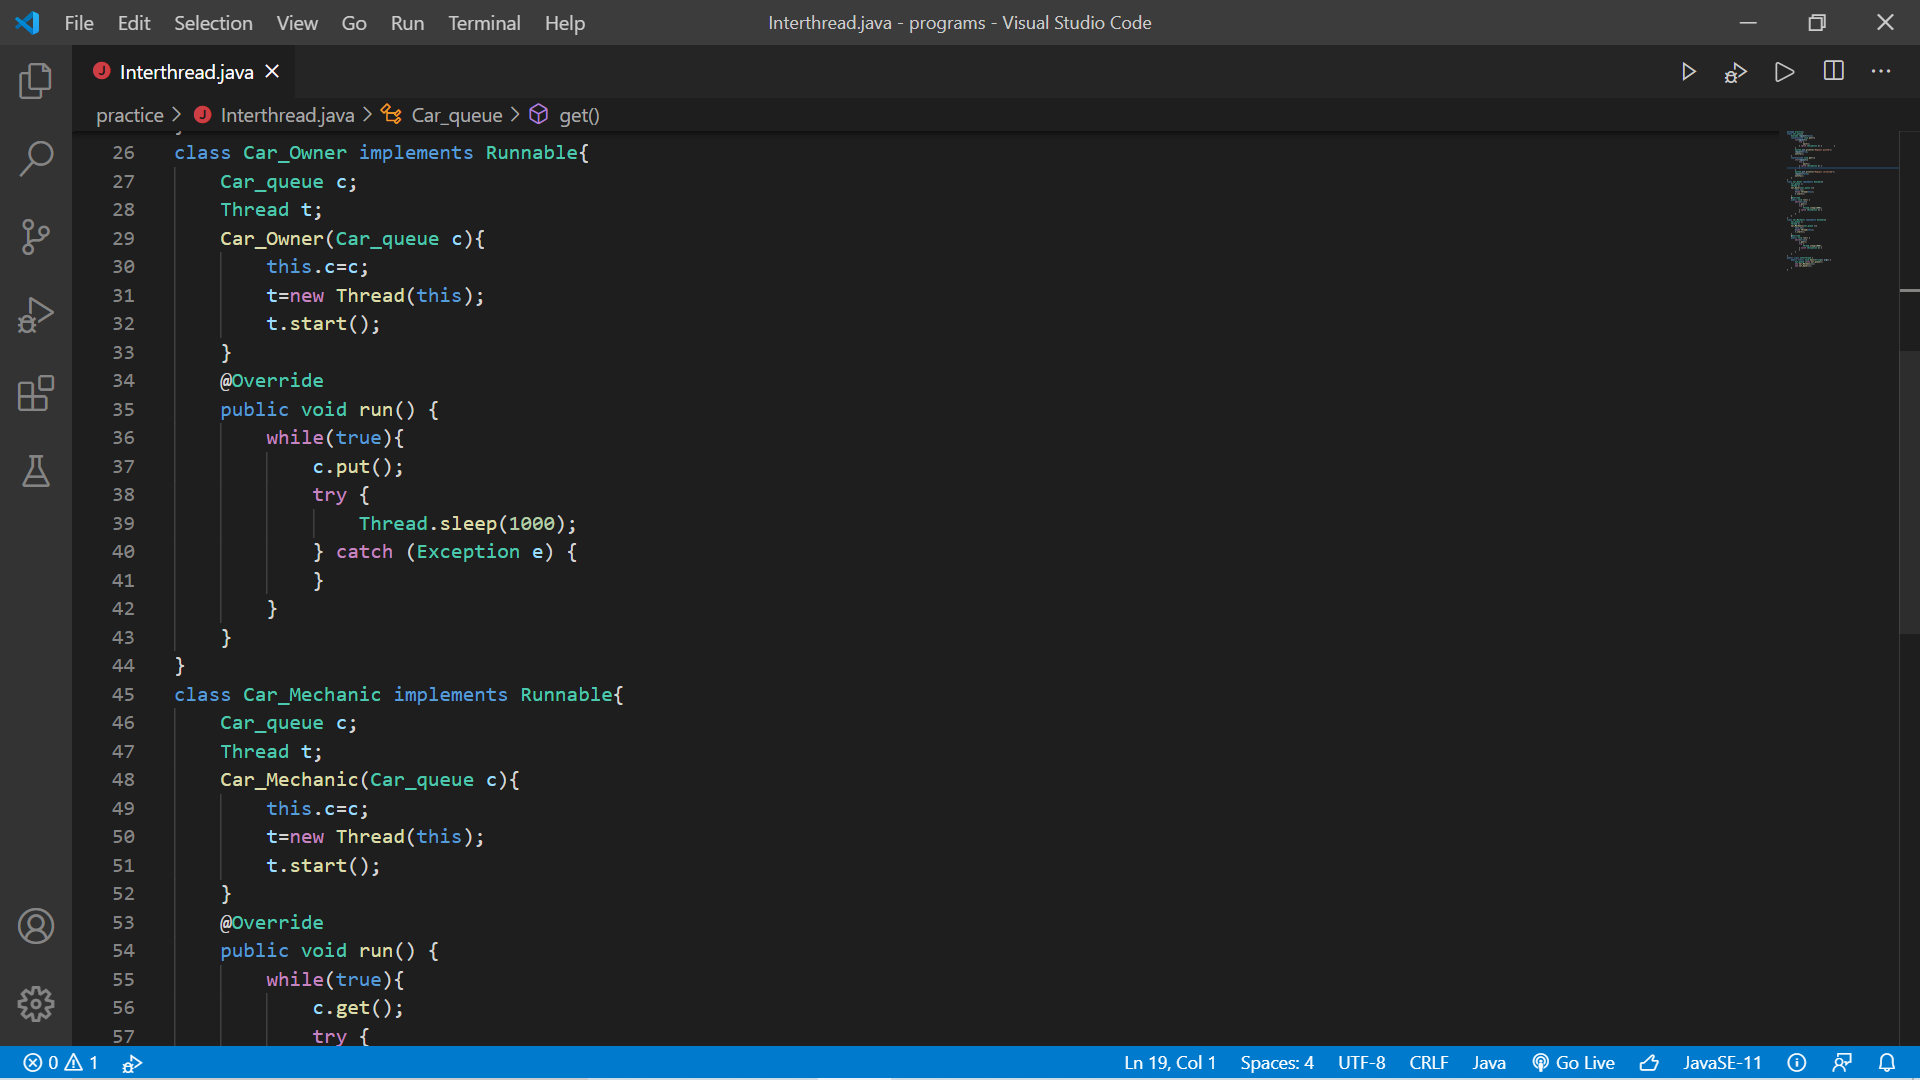 File Edit Selection View Go Run Terminal Help Interthread.java - programs - Visual Studio Code
J Interthread.java
practice J Interthread.java Car_queue get()
26 class Car_Owner implements Runnable{
27 Car_queue c;
28 Thread t;
29 Car_Owner(Car_queue c){
30 this.c=c;
31 t=new Thread(this);
32 t.start();
33 }
34 @Override
35 public void run() {
36 while(true){
37 c.put();
38 try {
39 Thread.sleep(1000);
40 } catch (Exception e) {
41 }
42 }
43 }
44 }
45 class Car_Mechanic implements Runnable{
46 Car_queue c;
47 Thread t;
48 Car_Mechanic(Car_queue c){
49 this.c=c;
50 t=new Thread(this);
51 t.start();
52 }
53 @Override
54 public void run() {
55 while(true){
56 c.get();
57 try {
0 1 Ln 19, Col 1 Spaces: 4 UTF-8 CRLF Java Go Live JavaSE-11